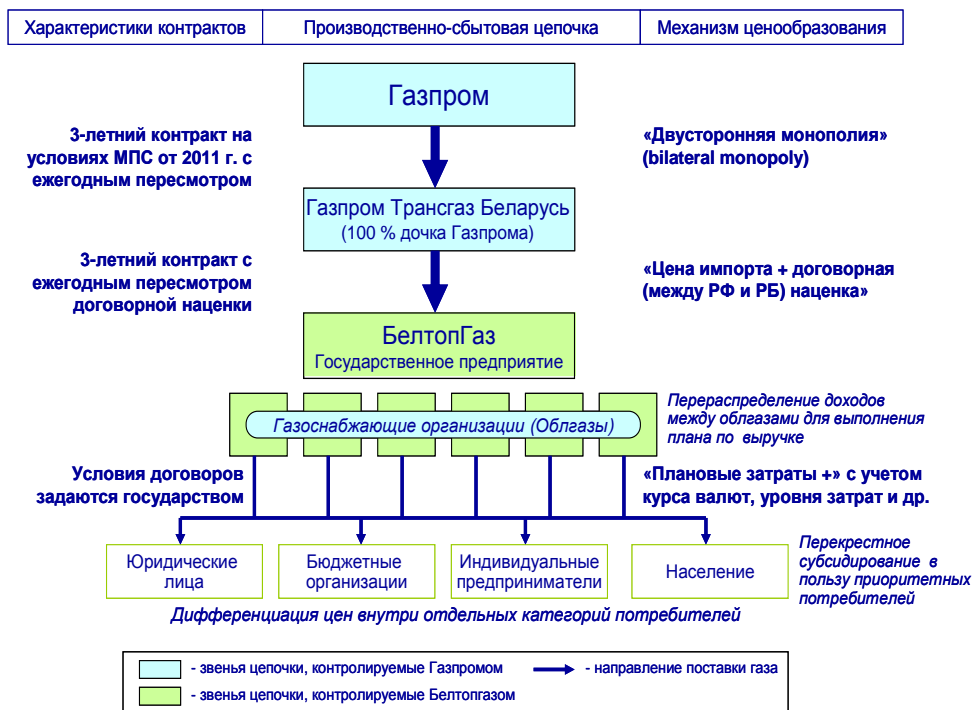 Характеристики контрактов
Производственно-сбытовая цепочка
Механизм ценообразования
Газпром
3-летний контракт на
условиях МПС от 2011 г. с
ежегодным пересмотром
«Двусторонняя монополия»
(bilateral monopoly)
Газпром Трансгаз Беларусь
(100 % дочка Газпрома)
3-летний контракт с
ежегодным пересмотром
договорной наценки
«Цена импорта + договорная
(между РФ и РБ) наценка»
БелтопГаз
Государственное предприятие
Газоснабжающие организации (Облгазы)
Перераспределение доходов
между облгазами для выполнения
плана по выручке
Условия договоров
задаются государством
«Плановые затраты +» с учетом
курса валют, уровня затрат и др.
Юридические
лица
Бюджетные
организации
Индивидуальные
предприниматели
Население
Перекрестное
субсидирование в
пользу приоритетных
потребителей
Дифференциация цен внутри отдельных категорий потребителей
- звенья цепочки, контролируемые Газпромом
- направление поставки газа
- звенья цепочки, контролируемые Белтопгазом